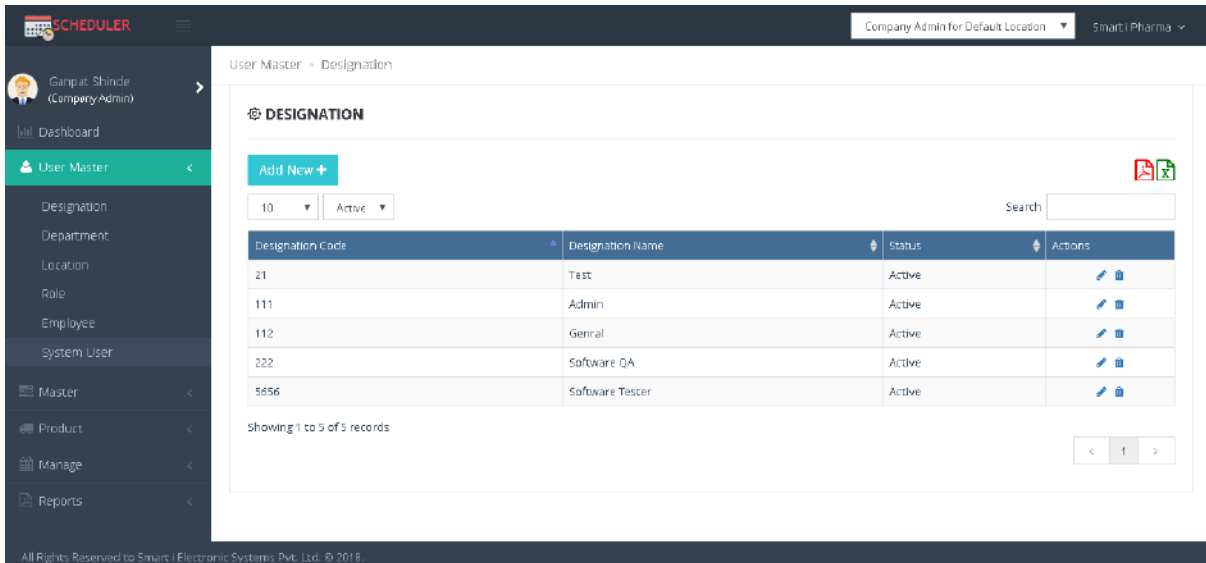 SCHEDULER
Company Admin for Default Location
Smart i Pharma
Ganpat Shinde
(Company Admin)
Dashboard
User Master
Designation
Department
Location
Role
Employee
System User
Master
Product
Manage
Reports
User Master Designation
DESIGNATION
Add New +
10 Active
Search
Designation Code Designation Name Status Actions
21 Test Active
111 Admin Active
112 Genral Active
222 Software QA Active
5656 Software Tester Active
Showing 1 to 5 of 5 records
< 1 >
All Rights Reserved to Smart i Electronic Systems Pvt. Ltd. © 2018.